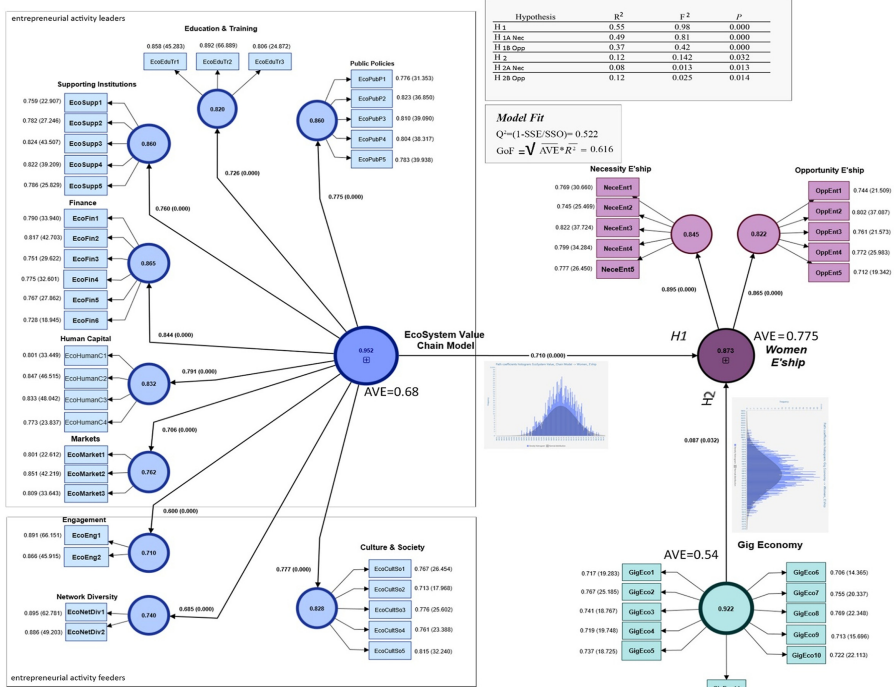 entrepreneurial activity leaders
Education & Training
0.858 (45.283) 0.892 (66.889) 0.806 (24.872)
EcoEduTr1 EcoEduTr2 EcoEduTr3
0.820
Public Policies
EcoPubP1 0.776 (31.353)
EcoPubP2 0.823 (36.850)
EcoPubP3 0.810 (39.090)
EcoPubP4 0.804 (38.317)
EcoPubP5 0.783 (39.938)
0.860
Supporting Institutions
0.759 (22.907) EcoSupp1
0.782 (27.246) EcoSupp2
0.824 (43.507) EcoSupp3
0.822 (39.209) EcoSupp4
0.786 (25.829) EcoSupp5
0.860
Finance
0.790 (33.940) EcoFin1
0.817 (42.703) EcoFin2
0.751 (29.622) EcoFin3
0.775 (32.601) EcoFin4
0.767 (27.862) EcoFin5
0.728 (18.945) EcoFin6
0.865
Human Capital
0.801 (33.449) EcoHumanC1
0.847 (46.515) EcoHumanC2
0.833 (48.042) EcoHumanC3
0.773 (23.837) EcoHumanC4
0.832
Markets
0.801 (22.612) EcoMarket1
0.851 (42.219) EcoMarket2
0.809 (33.643) EcoMarket3
0.762
0.726 (0.000)
0.775 (0.000)
0.760 (0.000)
0.844 (0.000)
0.791 (0.000)
0.706 (0.000)
0.600 (0.000)
0.777 (0.000)
0.685 (0.000)
0.952
EcoSystem Value
Chain Model
AVE=0.68
Engagement
0.891 (66.151) EcoEng1
0.866 (45.915) EcoEng2
0.710
Network Diversity
0.895 (62.781) EcoNetDiv1
0.886 (49.203) EcoNetDiv2
0.740
Culture & Society
EcoCultSo1 0.767 (26.454)
EcoCultSo2 0.713 (17.968)
EcoCultSo3 0.776 (25.602)
EcoCultSo4 0.761 (23.388)
EcoCultSo5 0.815 (32.240)
0.828
entrepreneurial activity feeders
Hypothesis R² F² P
H 1 0.55 0.98 0.000
H 1A Nec 0.49 0.81 0.000
H 1B Opp 0.37 0.42 0.000
H 2 0.12 0.142 0.032
H 2A Nec 0.08 0.013 0.013
H 2B Opp 0.12 0.025 0.014
Model Fit
Q²=(1-SSE/SSO)= 0.522
GoF =√ AVE*R² = 0.616
Necessity E'ship
0.769 (30.660) NeceEnt1
0.745 (25.469) NeceEnt2
0.822 (37.724) NeceEnt3
0.799 (34.284) NeceEnt4
0.777 (26.450) NeceEnt5
0.845
Opportunity E'ship
OppEnt1 0.744 (21.509)
OppEnt2 0.802 (37.087)
OppEnt3 0.761 (21.573)
OppEnt4 0.772 (25.983)
OppEnt5 0.712 (19.342)
0.822
0.895 (0.000)
0.865 (0.000)
H1
0.710 (0.000)
0.873
AVE=0.775
Women
E'ship
H2
0.087 (0.032)
AVE=0.54
Gig Economy
0.717 (19.283) GigEco1
0.767 (25.185) GigEco2
0.741 (18.767) GigEco3
0.719 (19.748) GigEco4
0.737 (18.725) GigEco5
0.922
GigEco6 0.706 (14.365)
GigEco7 0.755 (20.337)
GigEco8 0.769 (22.348)
GigEco9 0.713 (15.696)
GigEco10 0.722 (22.113)